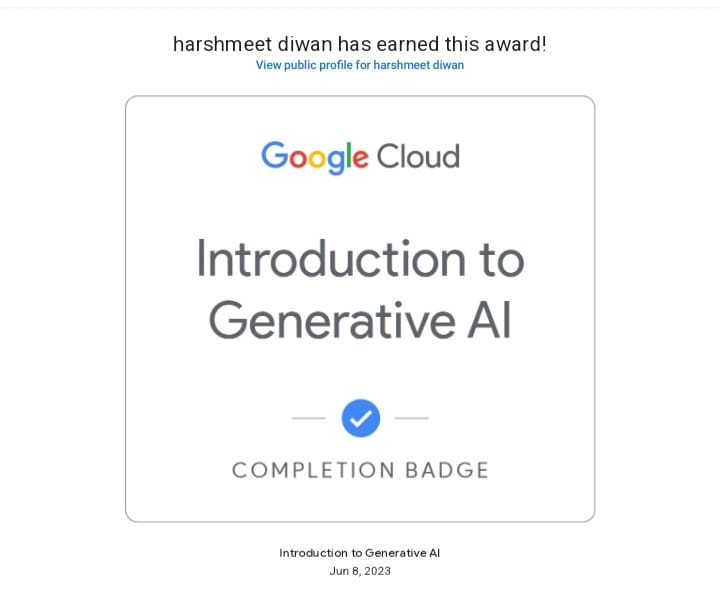 harshmeet diwan has earned this award!
View public profile for harshmeet diwan
Google Cloud
Introduction to
Generative AI
COMPLETION BADGE
Introduction to Generative AI
Jun 8, 2023